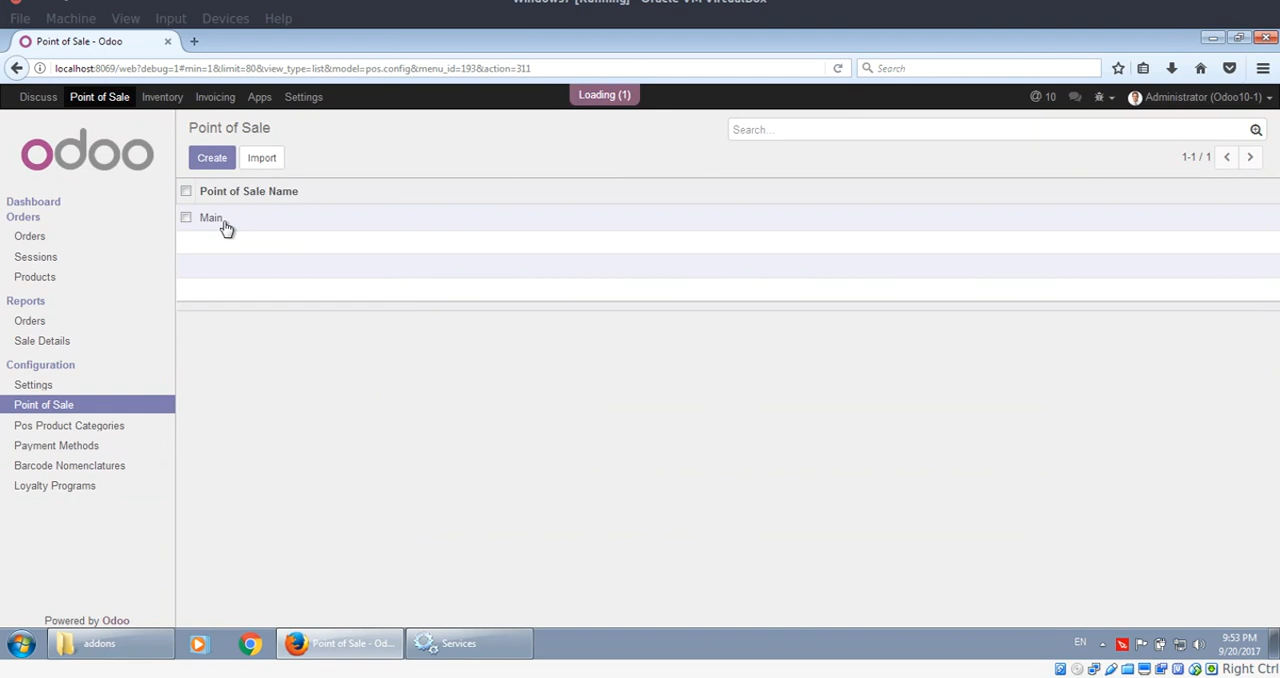 Windows7 [Running] - Oracle VM VirtualBox
File Machine View Input Devices Help
Point of Sale - Odoo
localhost:8069/web?debug=1#min=1&limit=80&view_type=list&model=pos.config&menu_id=193&action=311
Search
Discuss Point of Sale Inventory Invoicing Apps Settings
Loading (1)
@ 10
Administrator (Odoo10-1)
odoo
Point of Sale
Search...
Create Import
1-1 / 1
Point of Sale Name
Main
Dashboard
Orders
Orders
Sessions
Products
Reports
Orders
Sale Details
Configuration
Settings
Point of Sale
Pos Product Categories
Payment Methods
Barcode Nomenclatures
Loyalty Programs
Powered by Odoo
addons
Point of Sale - Od...
Services
EN
9:53 PM
9/20/2017
Right Ctrl